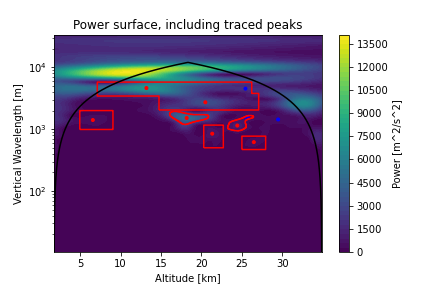 Power surface, including traced peaks
Vertical Wavelength [m]
10^4
10^3
10^2
5 10 15 20 25 30
Altitude [km]
13500
12000
10500
9000
7500
6000
4500
3000
1500
0
Power [m^2/s^2]